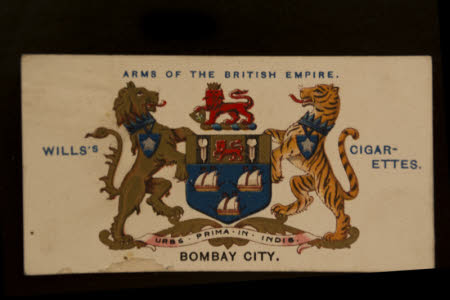 ARMS OF THE BRITISH EMPIRE.
WILLS'S
CIGAR-
ETTES.
URBS · PRIMA · IN · INDIS.
BOMBAY CITY.